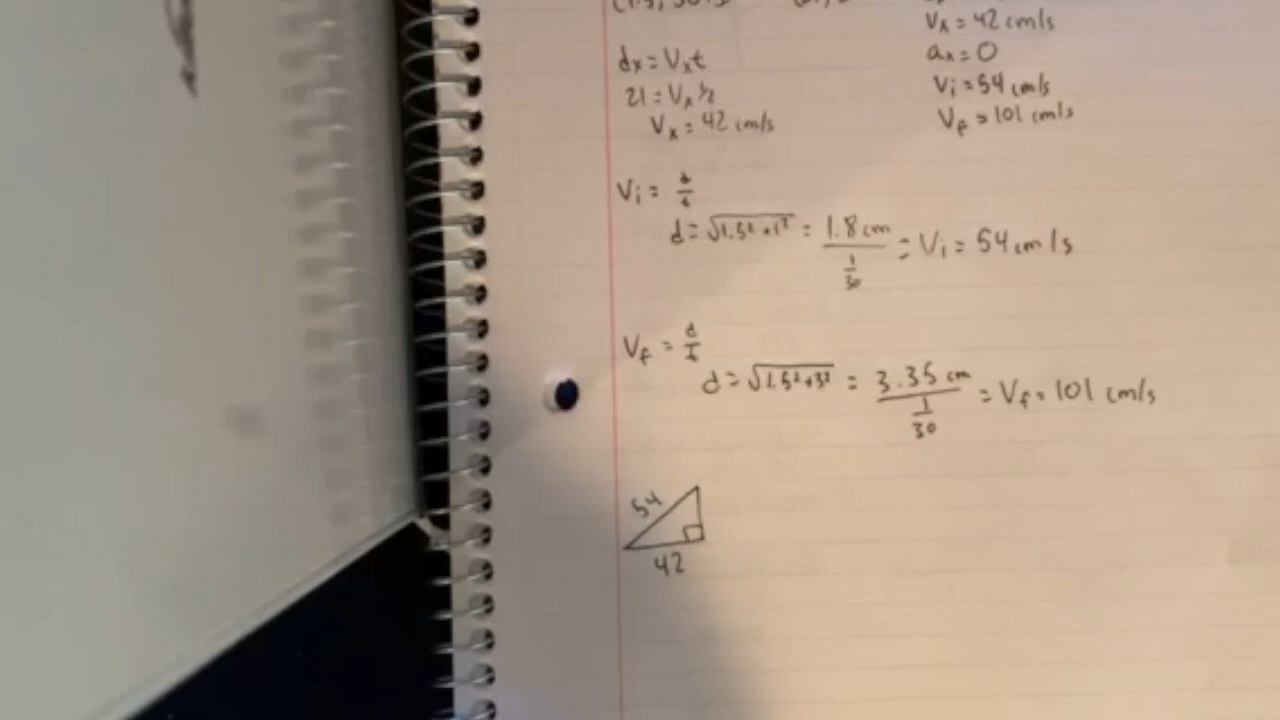 Vx = 42 cm/s
dx = Vxt
ax = 0
21 = Vx 1/2
Vi = 54 cm/s
Vx = 42 cm/s
Vf = 101 cm/s
Vi = d/t
d = √1.5² + 1² = 1.8 cm / 1/30 = Vi = 54 cm/s
Vf = d/t
d = √1.5² + 3² = 3.35 cm / 1/30 = Vf = 101 cm/s
54
42